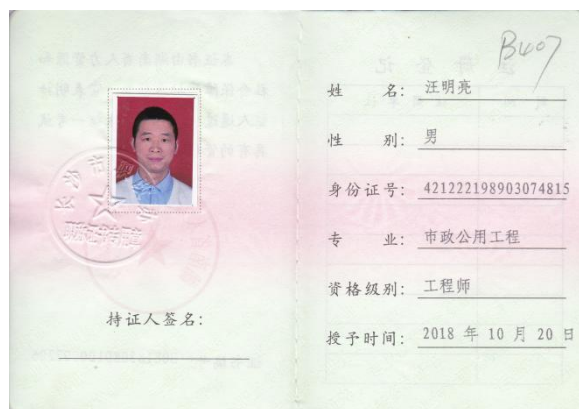 B407
姓 名: 汪明亮
性 别: 男
身份证号: 421222198903074815
专 业: 市政公用工程
资格级别: 工程师
授予时间: 2018 年 10 月 20 日
持证人签名: